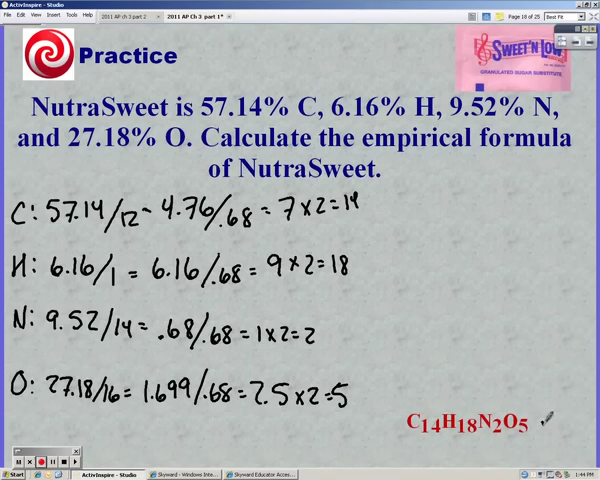 ActivInspire - Studio
File Edit View Insert Tools Help
2011 AP ch 3 part 2
2011 AP Ch 3 part 1*
Page 18 of 25
Best Fit
Practice
SWEET'N LOW
GRANULATED SUGAR SUBSTITUTE
NutraSweet is 57.14% C, 6.16% H, 9.52% N,
and 27.18% O. Calculate the empirical formula
of NutraSweet.
C: 57.14/12 - 4.76/.68 = 7 x 2 = 14
H: 6.16/1 = 6.16/.68 = 9 x 2 = 18
N: 9.52/14 = .68/.68 = 1 x 2 = 2
O: 27.18/16 = 1.699/.68 = 2.5 x 2 = 5
C14H18N2O5
Start
ActivInspire - Studio
Skyward - Windows Inte...
Skyward Educator Acces...
1:44 PM